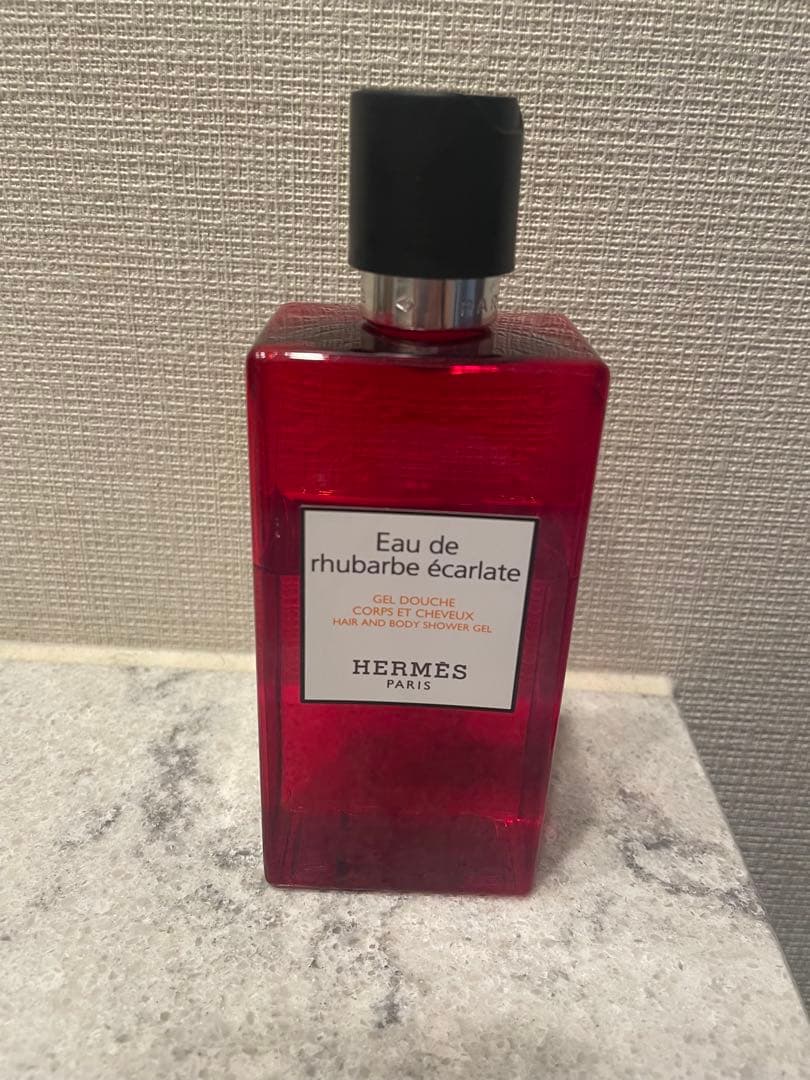 Eau de
rhubarbe écarlate
GEL DOUCHE
CORPS ET CHEVEUX
HAIR AND BODY SHOWER GEL
HERMÈS
PARIS